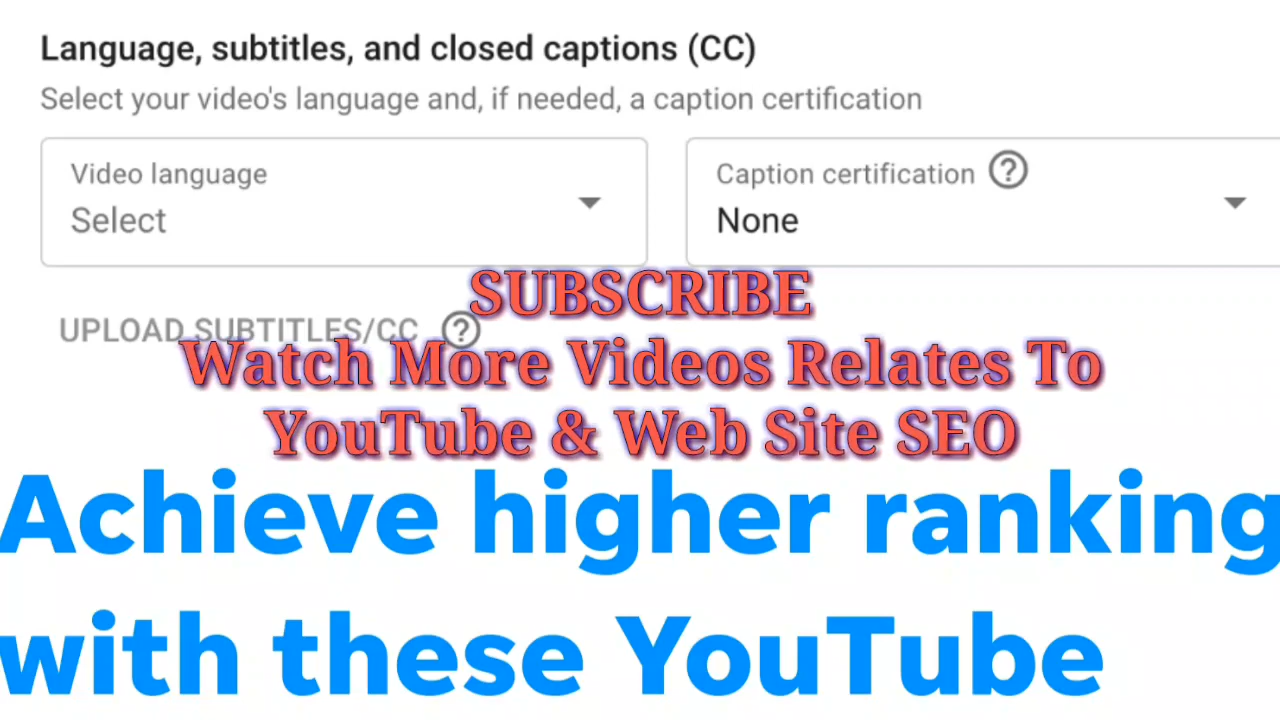 Language, subtitles, and closed captions (CC)
Select your video's language and, if needed, a caption certification
Video language
Select
Caption certification ?
None
SUBSCRIBE
UPLOAD SUBTITLES/CC ?
Watch More Videos Relates To
YouTube & Web Site SEO
Achieve higher ranking
with these YouTube